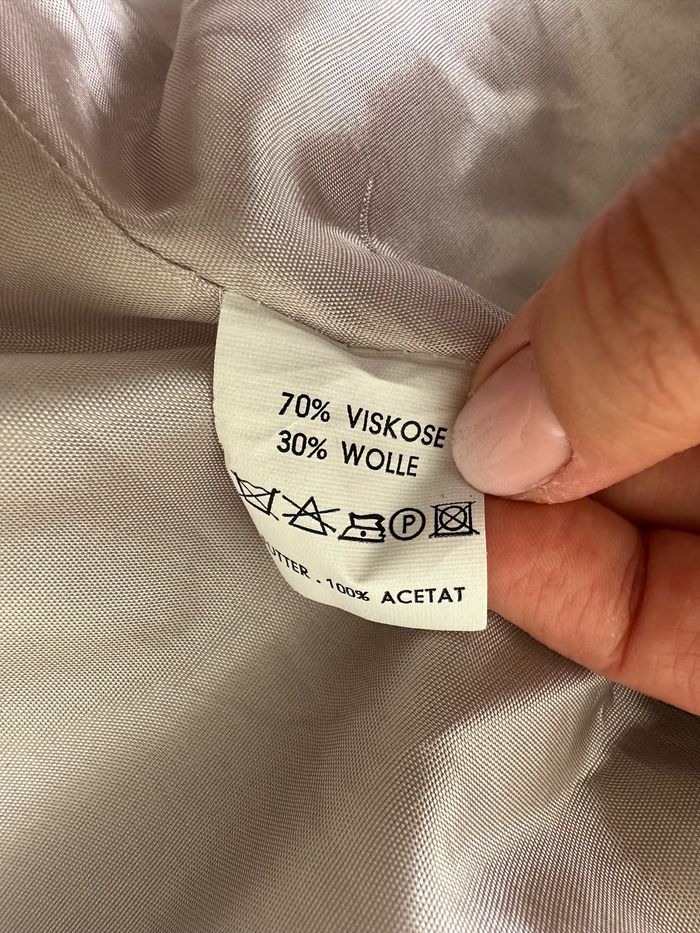 70% VISKOSE
30% WOLLE
P
UTTER . 100% ACETAT